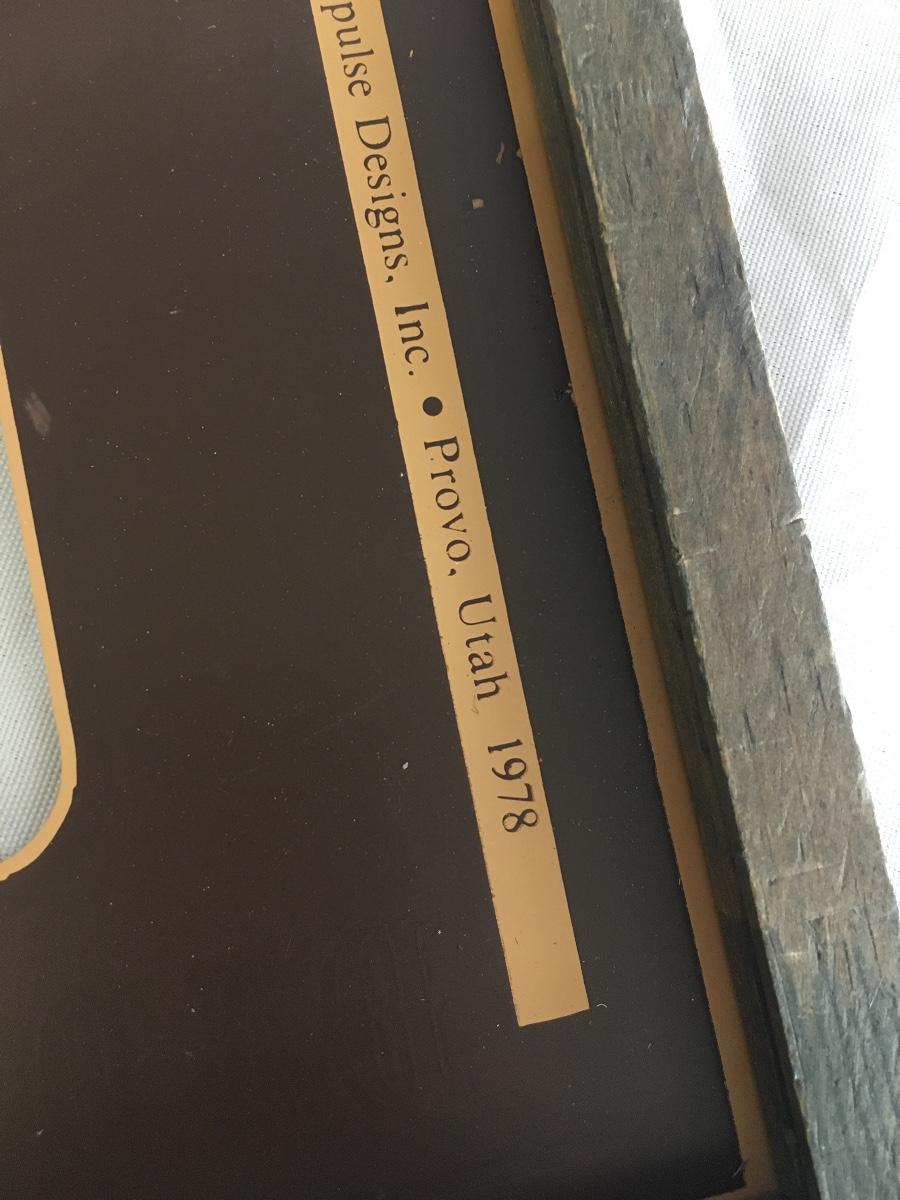 pulse Designs, Inc. ● Provo, Utah 1978